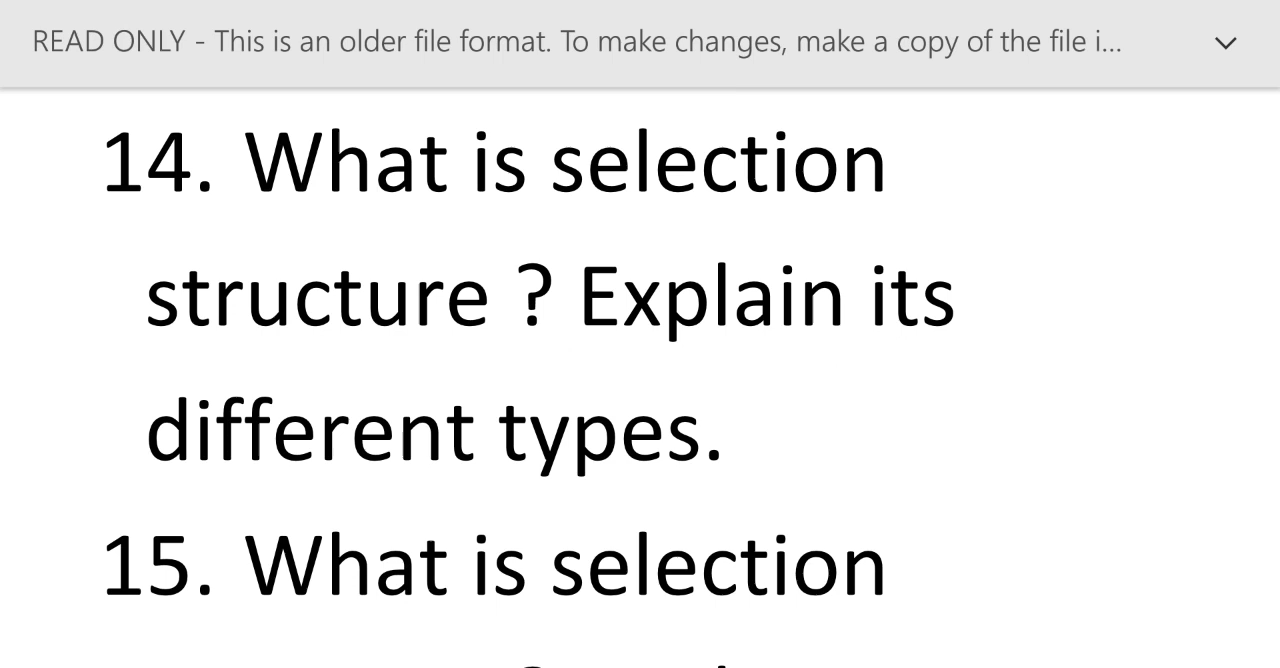 READ ONLY - This is an older file format. To make changes, make a copy of the file i...
14. What is selection
structure ? Explain its
different types.
15. What is selection